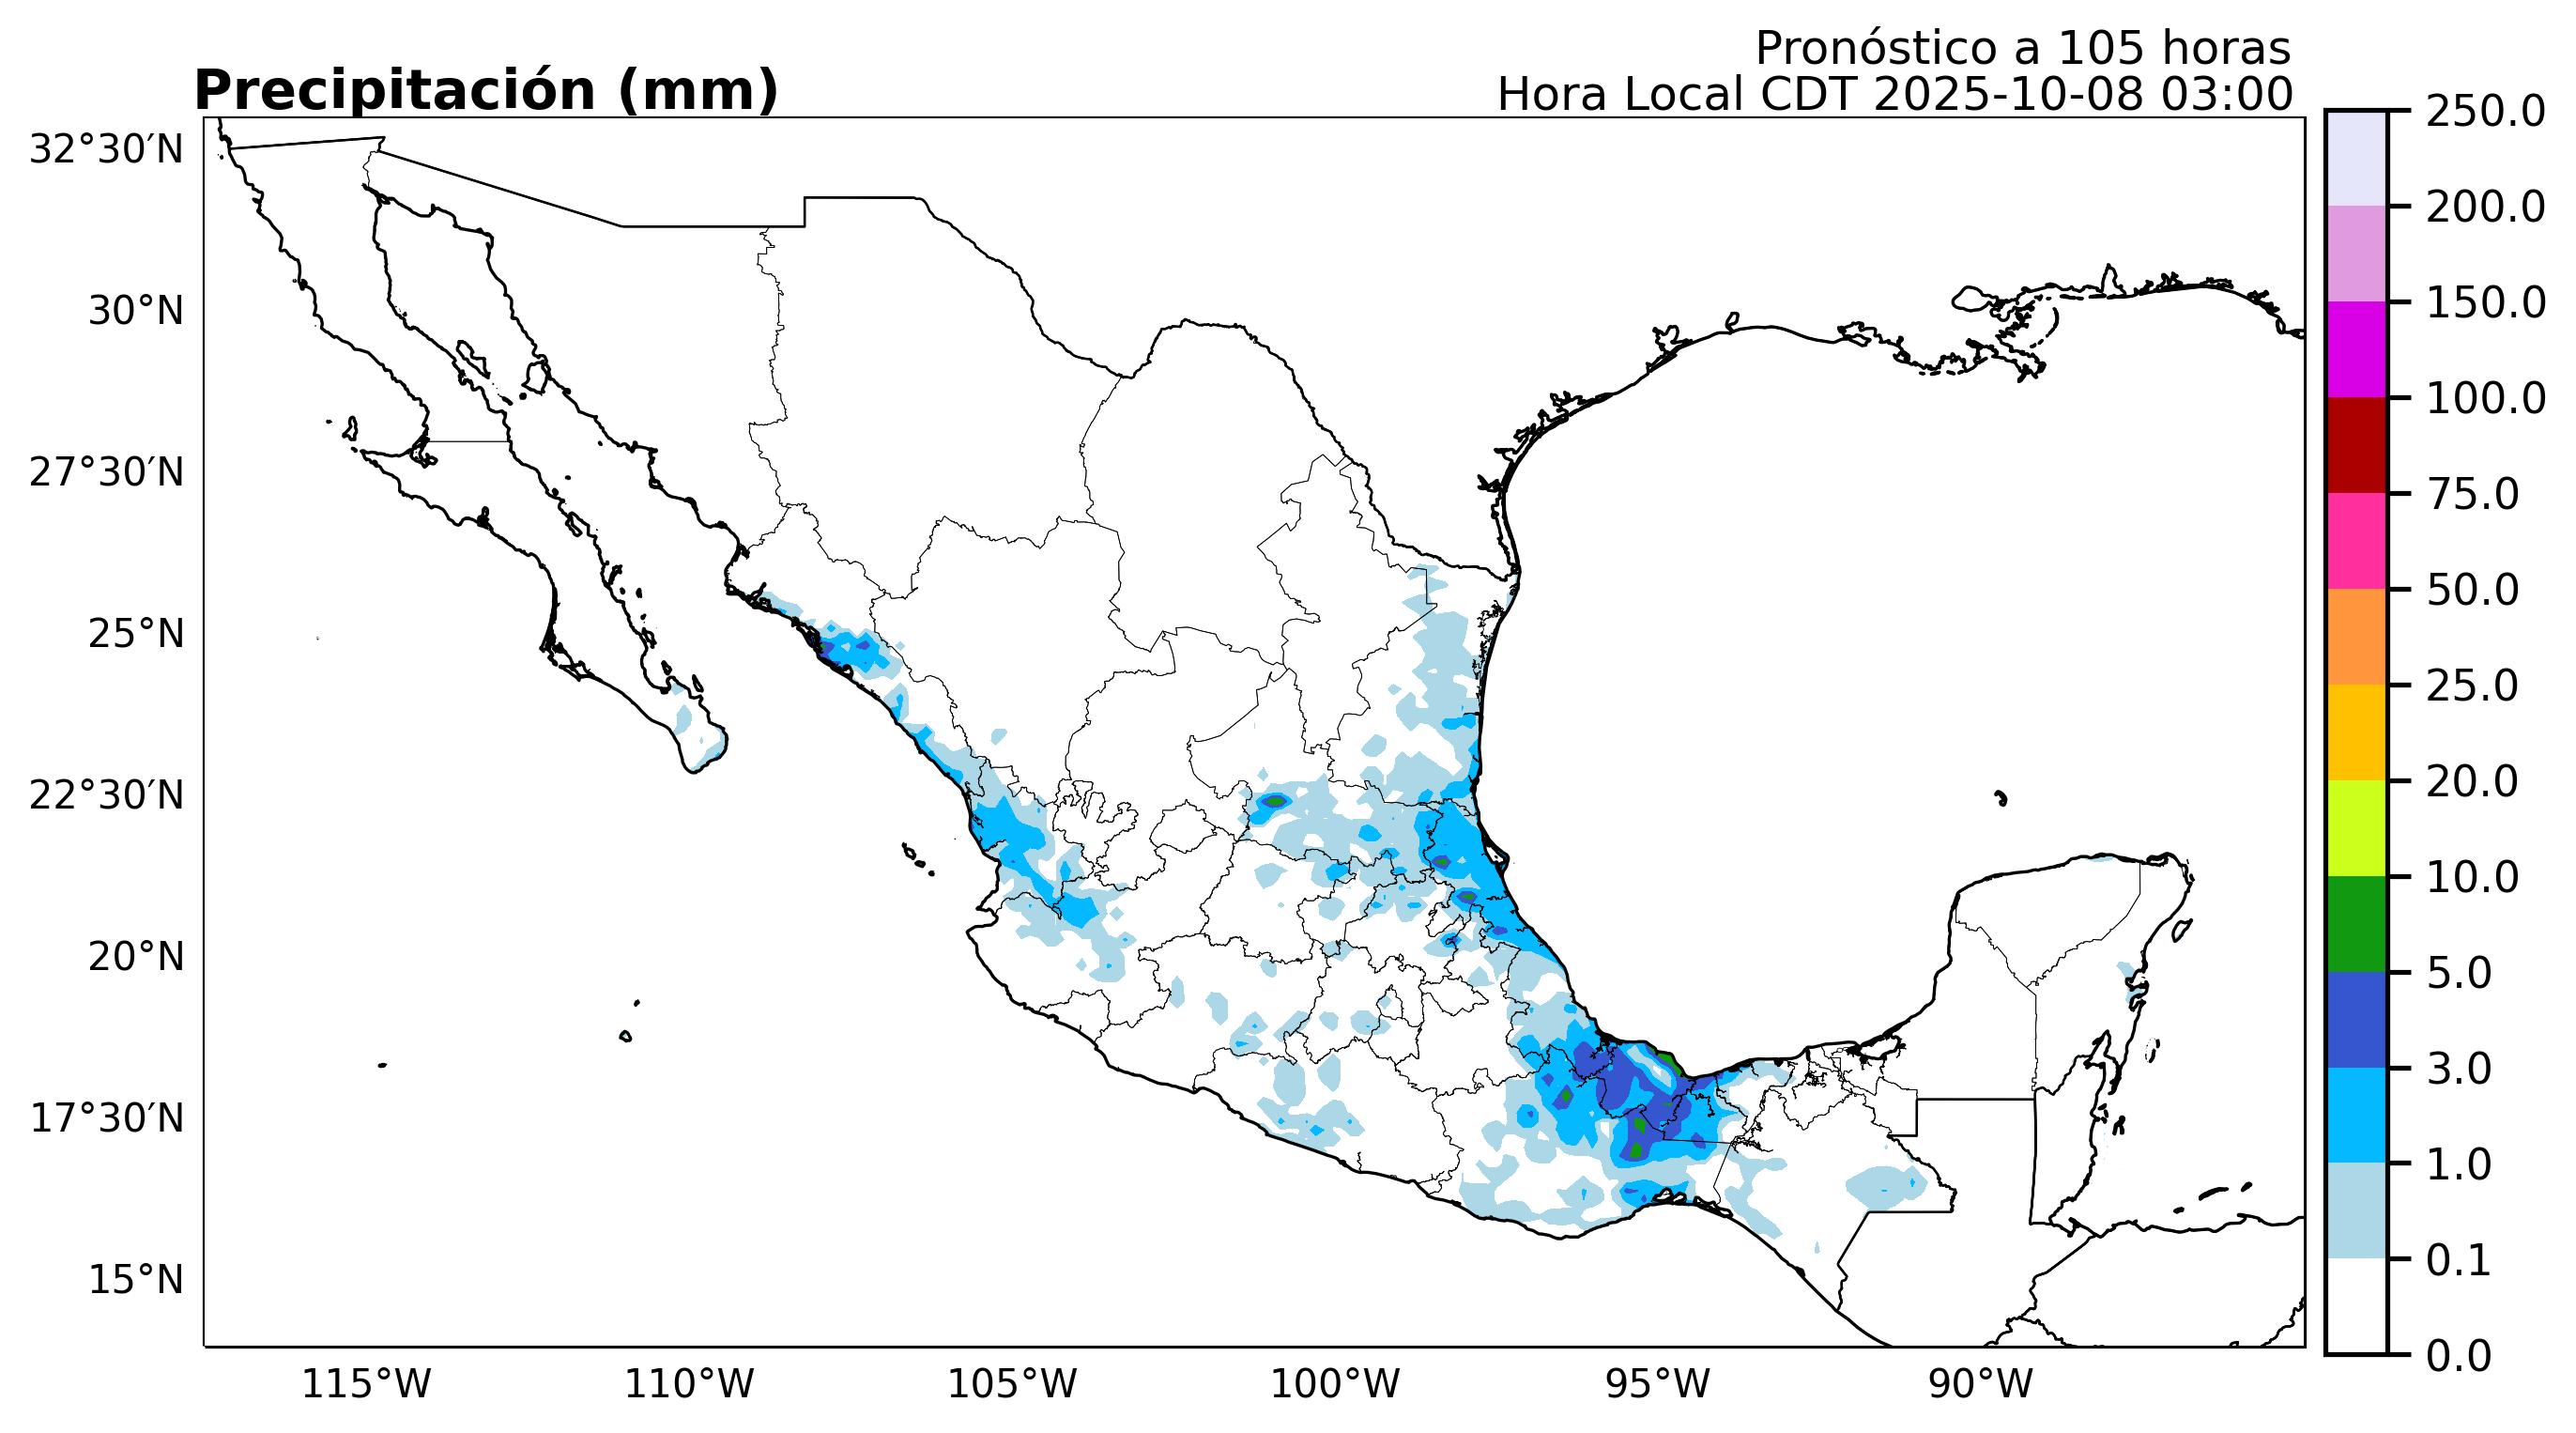 Pronóstico a 105 horas
Precipitación (mm)
Hora Local CDT 2025-10-08 03:00
32°30′N
30°N
27°30′N
25°N
22°30′N
20°N
17°30′N
15°N
115°W
110°W
105°W
100°W
95°W
90°W
250.0
200.0
150.0
100.0
75.0
50.0
25.0
20.0
10.0
5.0
3.0
1.0
0.1
0.0